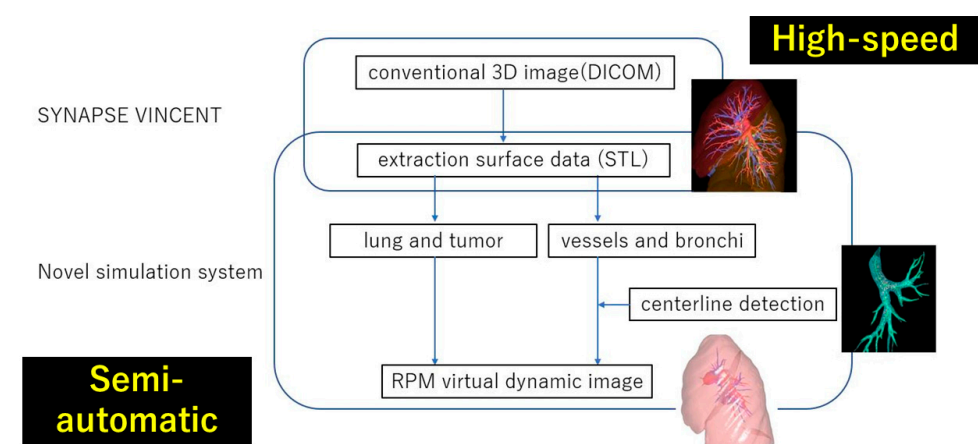 High-speed
conventional 3D image(DICOM)
SYNAPSE VINCENT
extraction surface data (STL)
lung and tumor
vessels and bronchi
Novel simulation system
centerline detection
RPM virtual dynamic image
Semi-
automatic